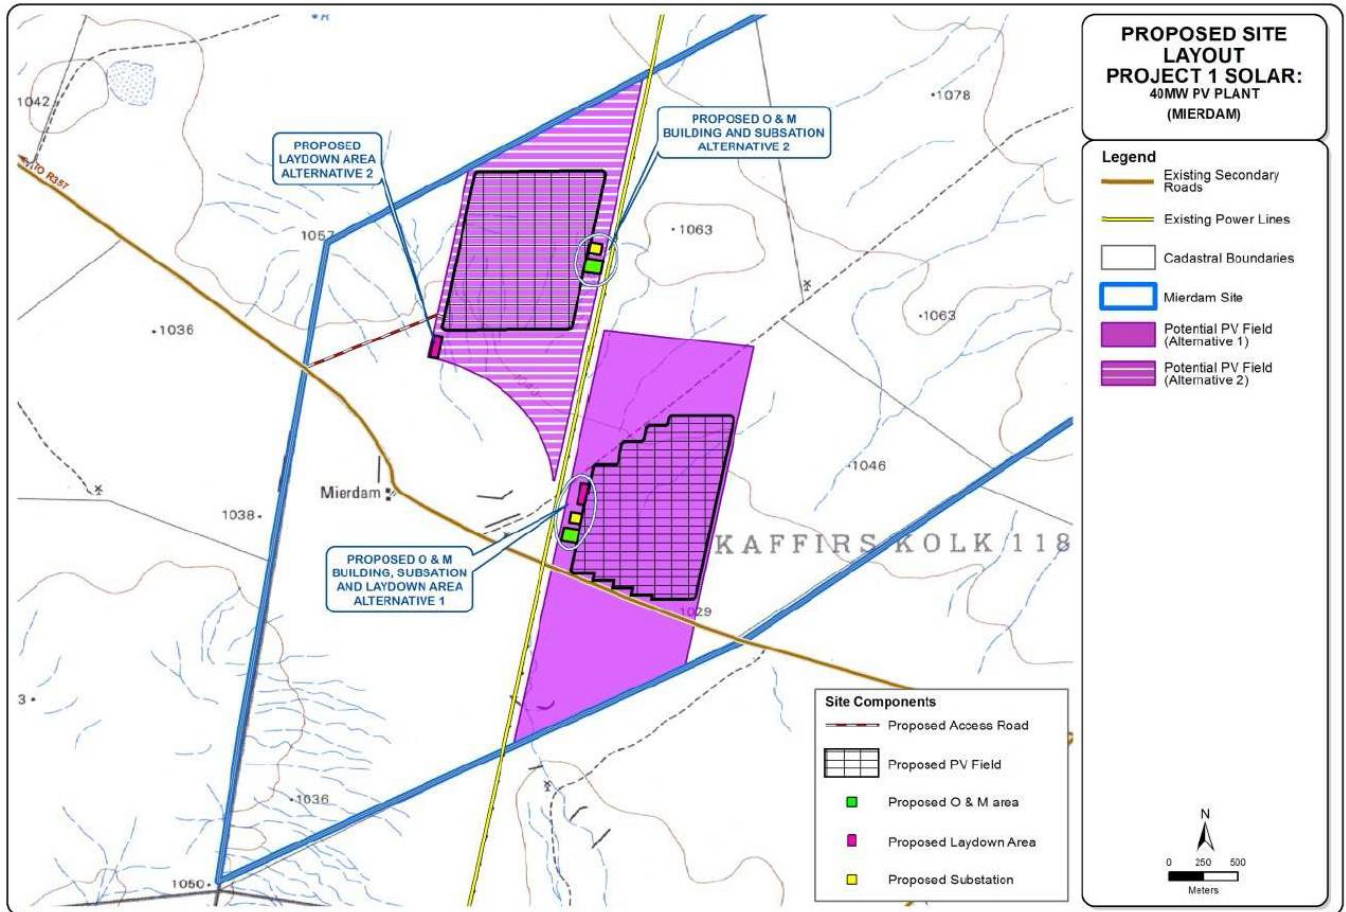 PROPOSED SITE
LAYOUT
PROJECT 1 SOLAR:
40MW PV PLANT
(MIERDAM)
Legend
Existing Secondary
Roads
Existing Power Lines
Cadastral Boundaries
Mierdam Site
Potential PV Field
(Alternative 1)
Potential PV Field
(Alternative 2)
N
0 250 500
Meters
Site Components
Proposed Access Road
Proposed PV Field
Proposed O & M area
Proposed Laydown Area
Proposed Substation
1042
TO R357
1078
PROPOSED O & M
BUILDING AND SUBSATION
ALTERNATIVE 2
PROPOSED
LAYDOWN AREA
ALTERNATIVE 2
1057
1063
1036
1063
1046
Mierdam
1038
KAFFIRS KOLK 118
PROPOSED O & M
BUILDING, SUBSATION
AND LAYDOWN AREA
ALTERNATIVE 1
1029
3
1036
1050